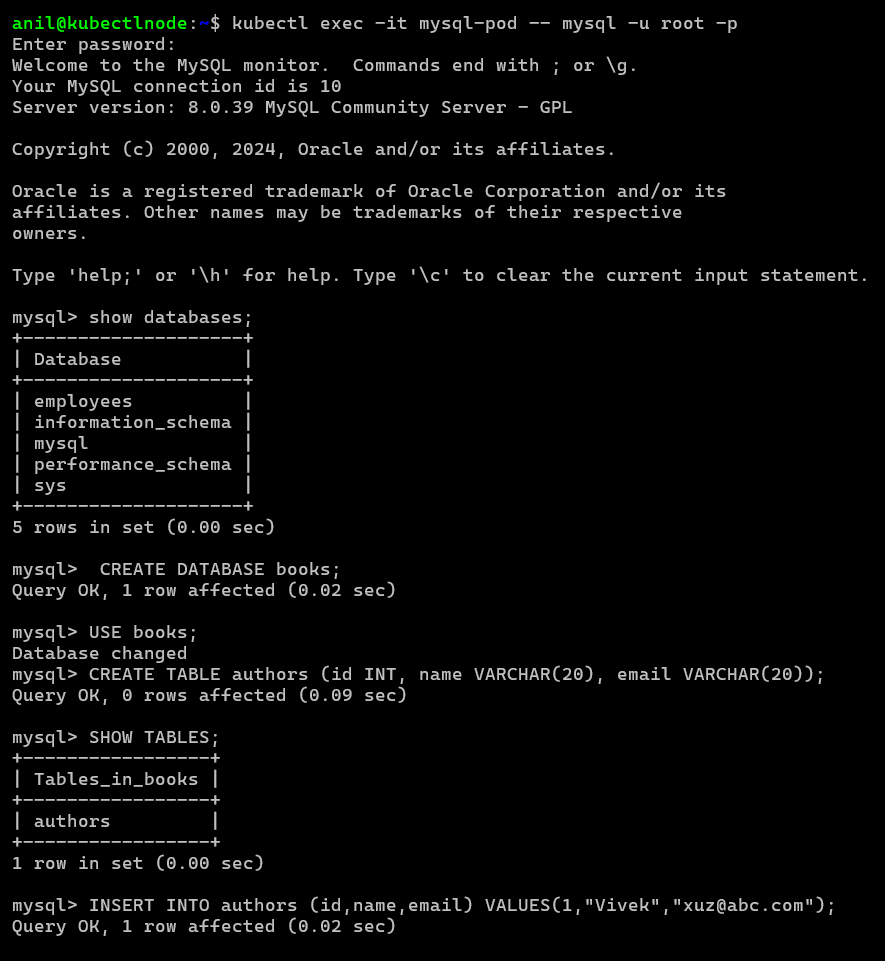 anil@kubectlnode:~$ kubectl exec -it mysql-pod -- mysql -u root -p
Enter password:
Welcome to the MySQL monitor.  Commands end with ; or \g.
Your MySQL connection id is 10
Server version: 8.0.39 MySQL Community Server - GPL

Copyright (c) 2000, 2024, Oracle and/or its affiliates.

Oracle is a registered trademark of Oracle Corporation and/or its
affiliates. Other names may be trademarks of their respective
owners.

Type 'help;' or '\h' for help. Type '\c' to clear the current input statement.

mysql> show databases;
+--------------------+
| Database           |
+--------------------+
| employees          |
| information_schema |
| mysql              |
| performance_schema |
| sys                |
+--------------------+
5 rows in set (0.00 sec)

mysql>  CREATE DATABASE books;
Query OK, 1 row affected (0.02 sec)

mysql> USE books;
Database changed
mysql> CREATE TABLE authors (id INT, name VARCHAR(20), email VARCHAR(20));
Query OK, 0 rows affected (0.09 sec)

mysql> SHOW TABLES;
+-----------------+
| Tables_in_books |
+-----------------+
| authors         |
+-----------------+
1 row in set (0.00 sec)

mysql> INSERT INTO authors (id,name,email) VALUES(1,"Vivek","xuz@abc.com");
Query OK, 1 row affected (0.02 sec)